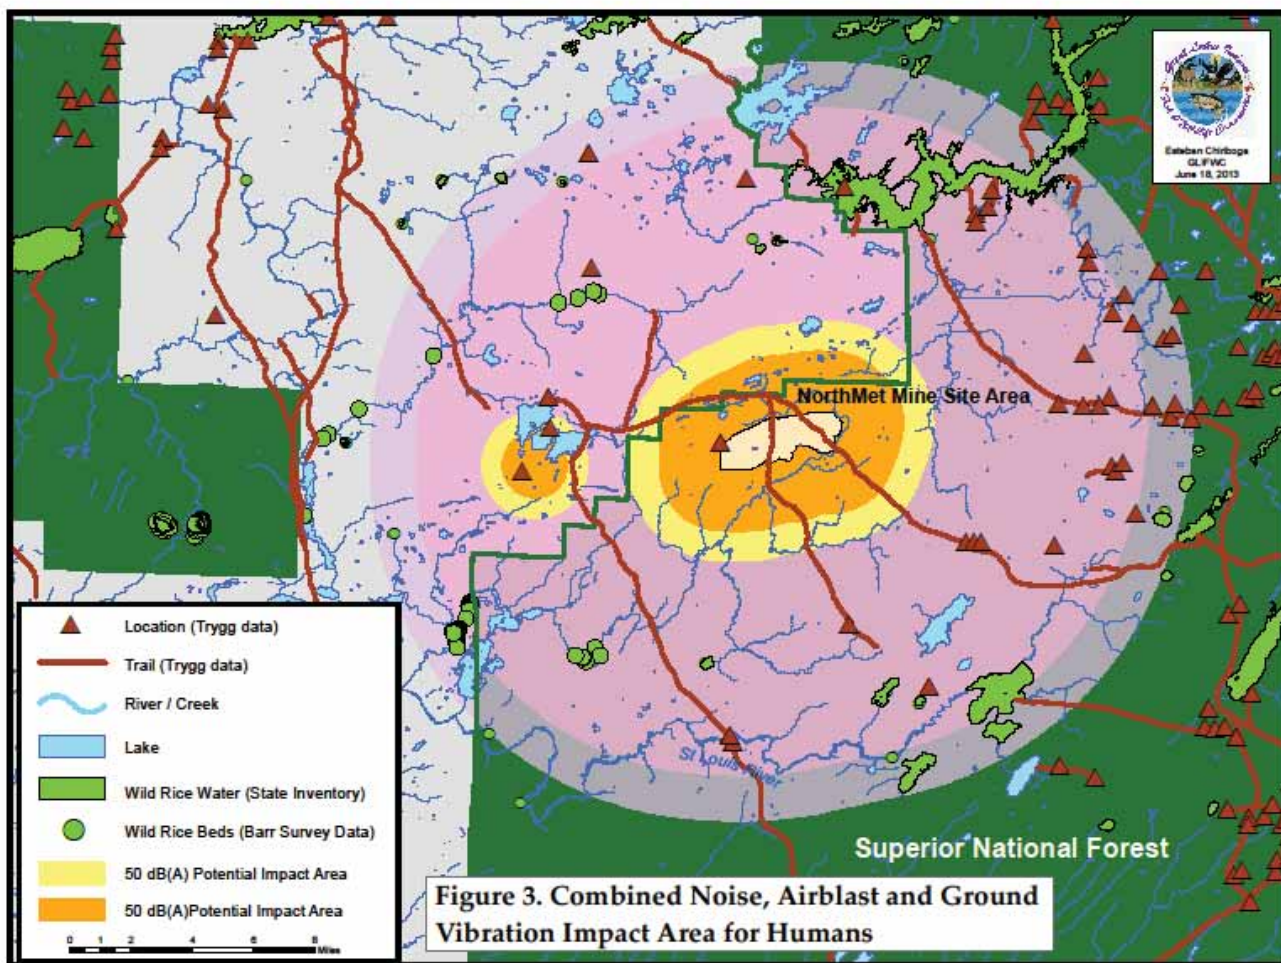 Esteban Chiriboga
GLIFWC
June 18, 2013
NorthMet Mine Site Area
St Louis River
Superior National Forest
Location (Trygg data)
Trail (Trygg data)
River / Creek
Lake
Wild Rice Water (State Inventory)
Wild Rice Beds (Barr Survey Data)
50 dB(A) Potential Impact Area
50 dB(A)Potential Impact Area
0 1 2 4 6 8
Miles
Figure 3. Combined Noise, Airblast and Ground
Vibration Impact Area for Humans